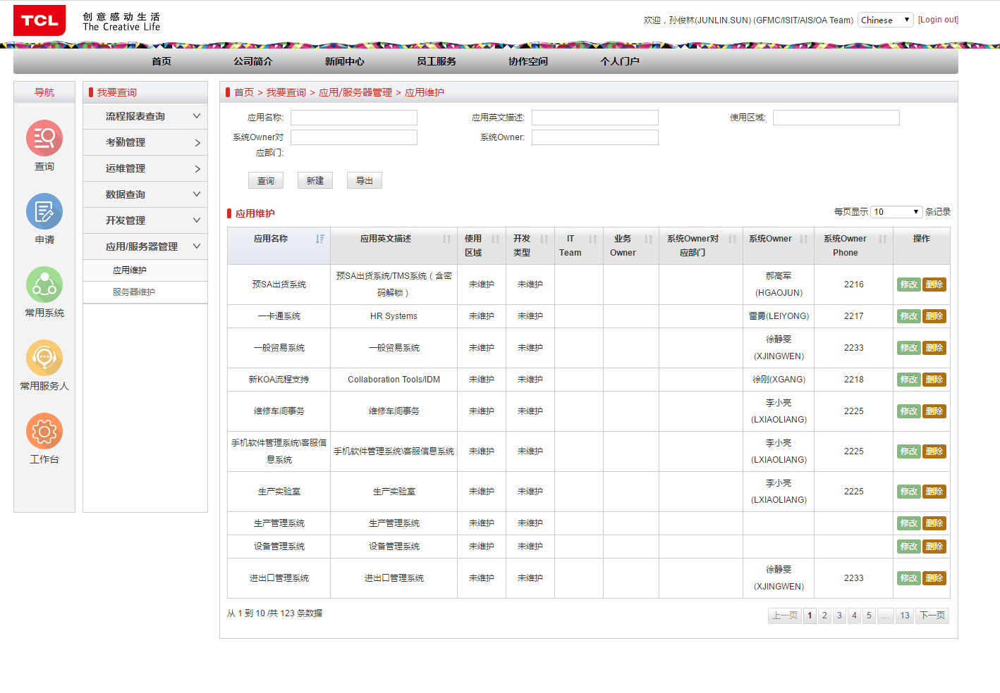 TCL
创意感动生活
The Creative Life
欢迎，孙俊林(JUNLIN.SUN) (GFMC/ISIT/AIS/OA Team) Chinese [Login out]
首页 公司简介 新闻中心 员工服务 协作空间 个人门户
导航
查询
申请
常用系统
常用服务人
工作台
我要查询
流程报表查询
考勤管理
运维管理
数据查询
开发管理
应用/服务器管理
应用维护
服务器维护
首页 > 我要查询 > 应用/服务器管理 > 应用维护
应用名称: 应用英文描述: 使用区域:
系统Owner对
应部门:
系统Owner:
查询 新建 导出
应用维护 每页显示 10 条记录
应用名称 应用英文描述 使用 开发 IT 业务 系统Owner对 系统Owner 系统Owner 操作
区域 类型 Team Owner 应部门 Phone
预SA出货系统 预SA出货系统/TMS系统（含密 未维护 未维护 郝高军 2216 修改 删除
码解锁） (HGAOJUN)
一卡通系统 HR Systems 未维护 未维护 雷勇(LEIYONG) 2217 修改 删除
一般贸易系统 一般贸易系统 未维护 未维护 徐静雯 2233 修改 删除
(XJINGWEN)
新KOA流程支持 Collaboration Tools/IDM 未维护 未维护 徐刚(XGANG) 2218 修改 删除
维修车间事务 维修车间事务 未维护 未维护 李小亮 2225 修改 删除
(LXIAOLIANG)
手机软件管理系统\客服信 手机软件管理系统\客服信息系统 未维护 未维护 李小亮 2225 修改 删除
息系统 (LXIAOLIANG)
生产实验室 生产实验室 未维护 未维护 李小亮 2225 修改 删除
(LXIAOLIANG)
生产管理系统 生产管理系统 未维护 未维护 修改 删除
设备管理系统 设备管理系统 未维护 未维护 修改 删除
进出口管理系统 进出口管理系统 未维护 未维护 徐静雯 2233 修改 删除
(XJINGWEN)
从 1 到 10 /共 123 条数据 上一页 1 2 3 4 5 ... 13 下一页